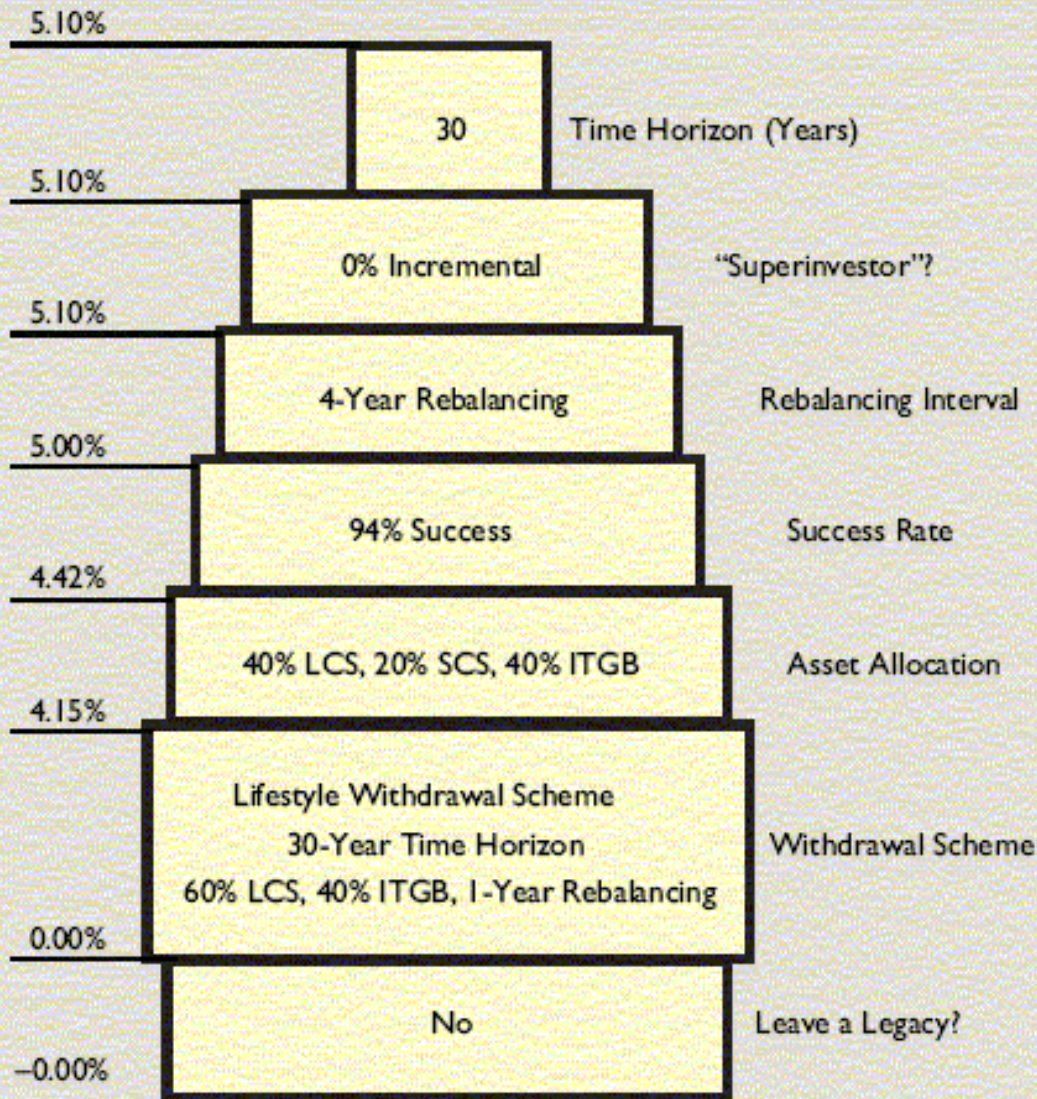 5.10%
30 Time Horizon (Years)
5.10%
0% Incremental “Superinvestor”?
5.10%
4-Year Rebalancing Rebalancing Interval
5.00%
94% Success Success Rate
4.42%
40% LCS, 20% SCS, 40% ITGB Asset Allocation
4.15%
Lifestyle Withdrawal Scheme
30-Year Time Horizon Withdrawal Scheme
60% LCS, 40% ITGB, 1-Year Rebalancing
0.00%
No Leave a Legacy?
–0.00%